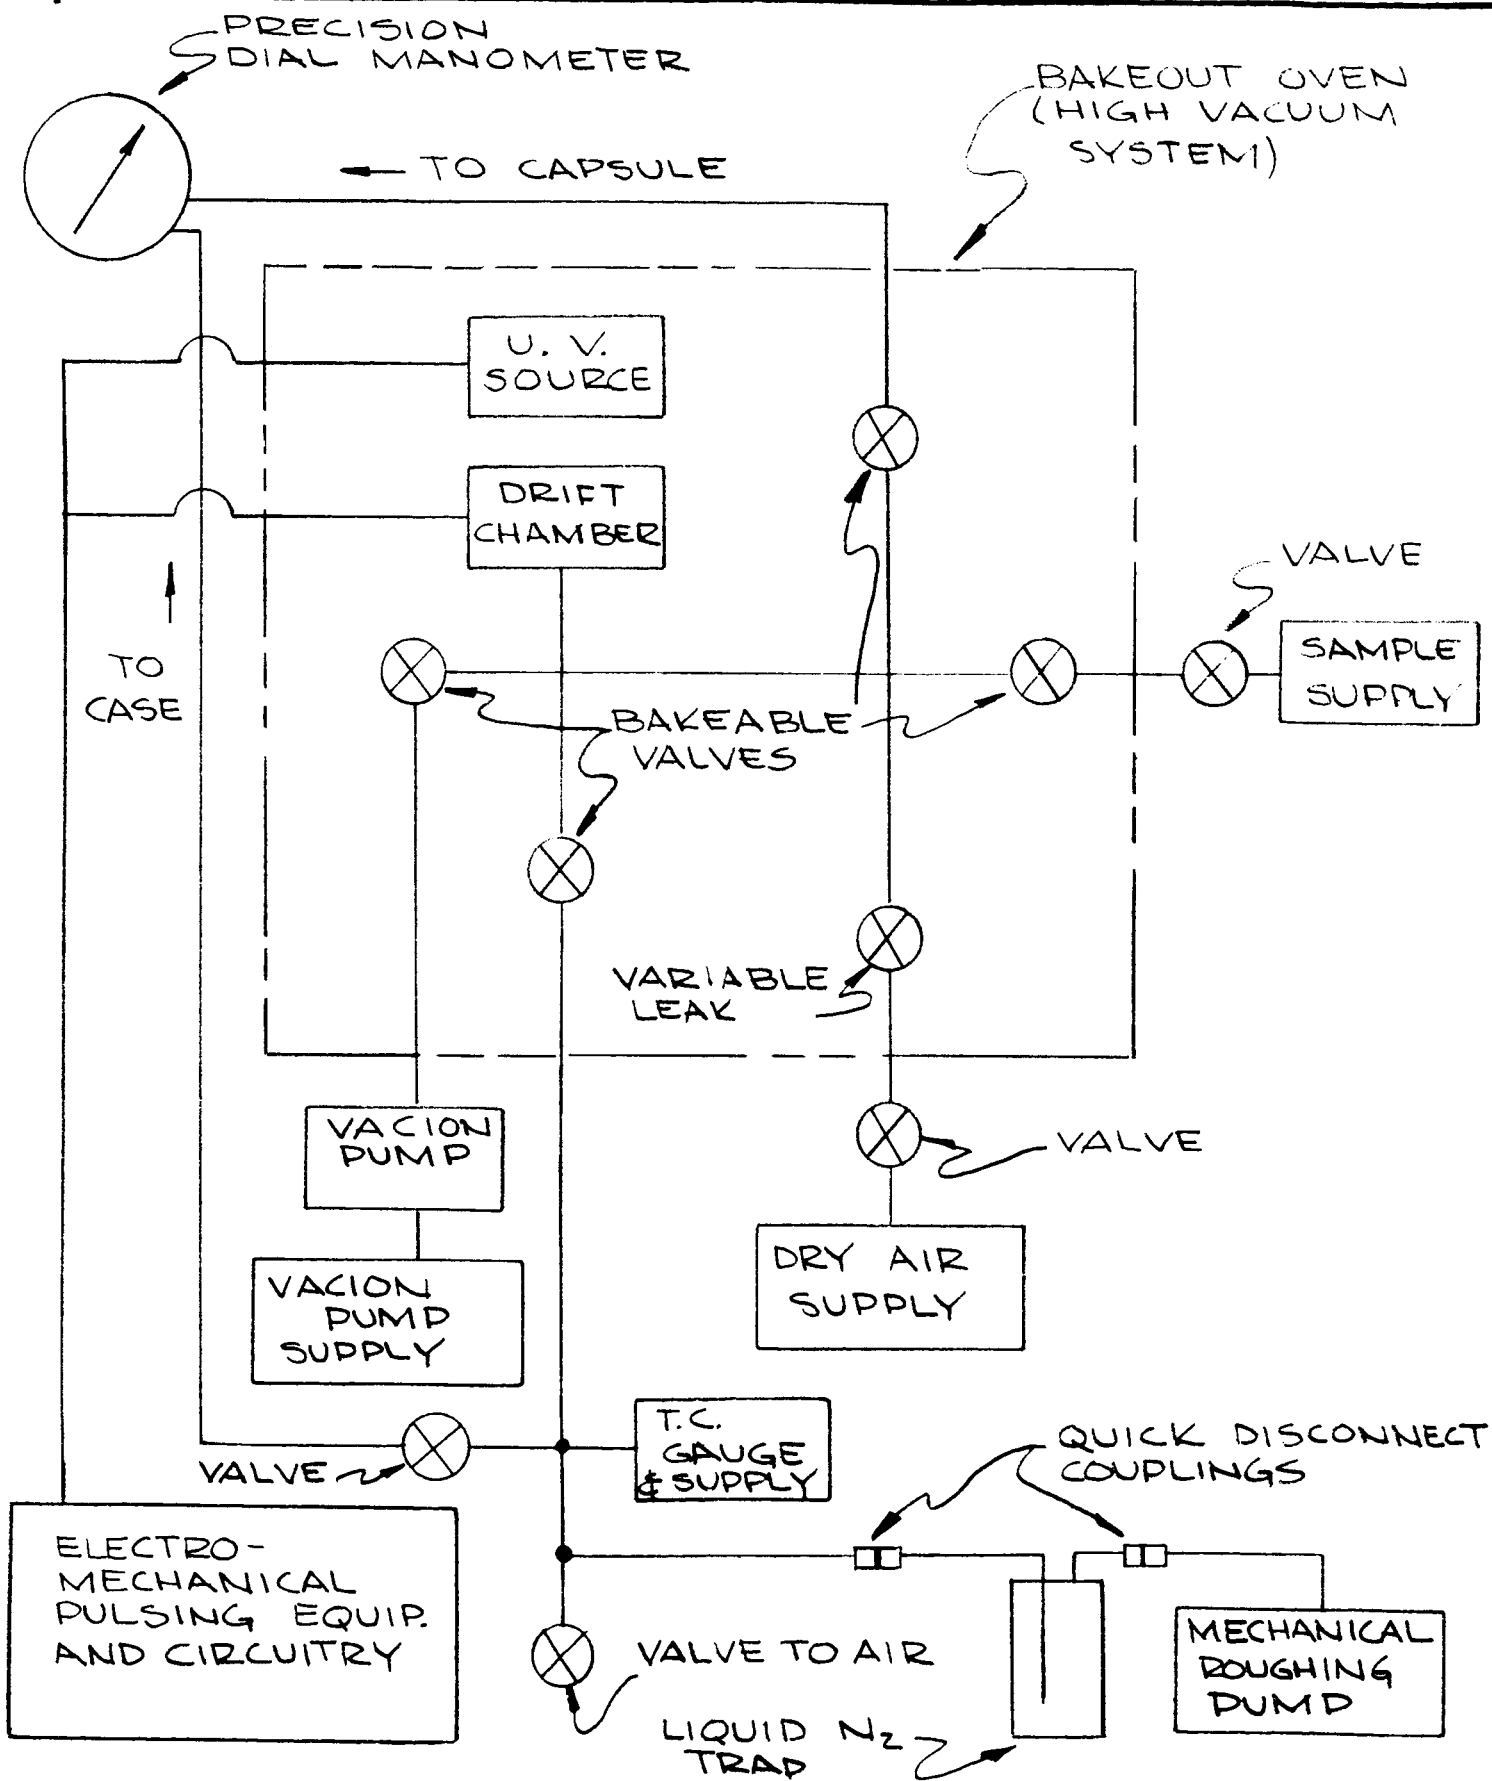 PRECISION
DIAL MANOMETER
BAKEOUT OVEN
(HIGH VACUUM
SYSTEM)
← TO CAPSULE
U. V.
SOURCE
DRIFT
CHAMBER
VALVE
SAMPLE
SUPPLY
TO
CASE
BAKEABLE
VALVES
VARIABLE
LEAK
VACION
PUMP
VALVE
DRY AIR
SUPPLY
VACION
PUMP
SUPPLY
T.C.
GAUGE
& SUPPLY
VALVE
QUICK DISCONNECT
COUPLINGS
ELECTRO-
MECHANICAL
PULSING EQUIP.
AND CIRCUITRY
VALVE TO AIR
MECHANICAL
ROUGHING
PUMP
LIQUID N₂
TRAP